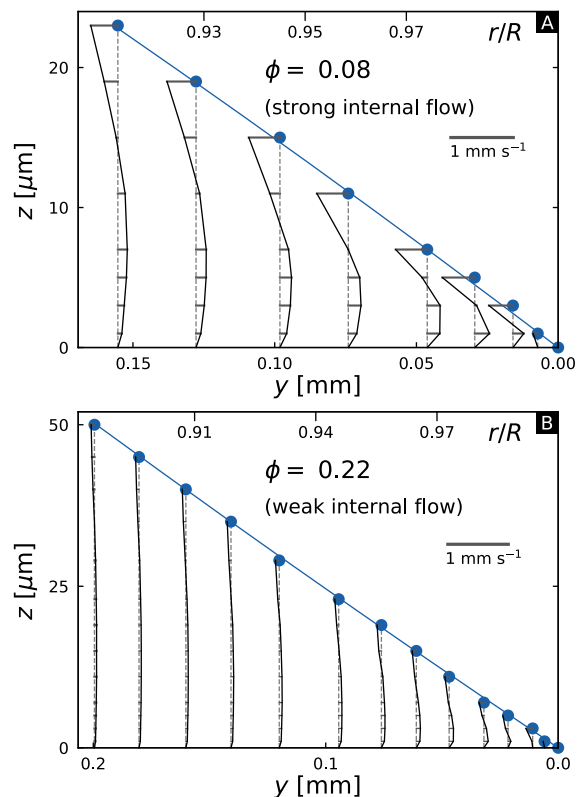 0.93 0.95 0.97 r/R A
ϕ = 0.08
(strong internal flow)
1 mm s⁻¹
z [μm]
20
10
0
0.15 0.10 0.05 0.00
y [mm]
0.91 0.94 0.97 r/R B
ϕ = 0.22
(weak internal flow)
1 mm s⁻¹
z [μm]
50
25
0
0.2 0.1 0.0
y [mm]